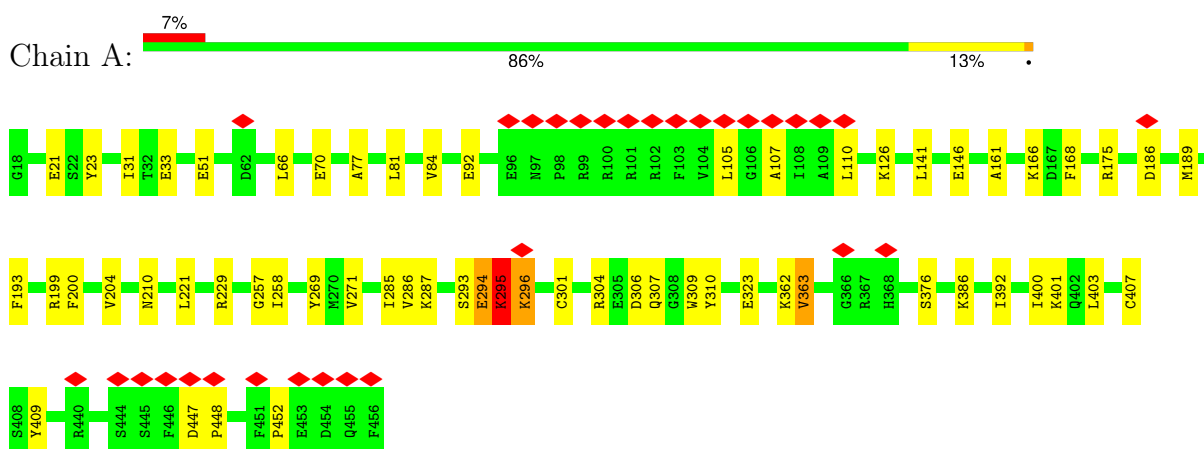 7%
Chain A:
86% 13% •
G18 E21 S22 Y23 I31 T32 E33 E51 D62 L66 E70 A77 L81 V84 E92 E96 N97 P98 R99 R100 R101 R102 F103 V104 L105 G106 A107 I108 A109 L110 K126 L141 E146 A161 K166 D167 F168 R175 D186 M189
F193 R199 F200 V204 N210 L221 R229 G257 I258 Y269 M270 V271 I285 V286 K287 S293 E294 K295 K296 C301 R304 E305 D306 Q307 G308 W309 Y310 E323 K362 V363 G366 R367 H368 S376 K386 I392 I400 K401 Q402 L403 C407
S408 Y409 R440 S444 S445 F446 D447 P448 F451 P452 E453 D454 Q455 F456